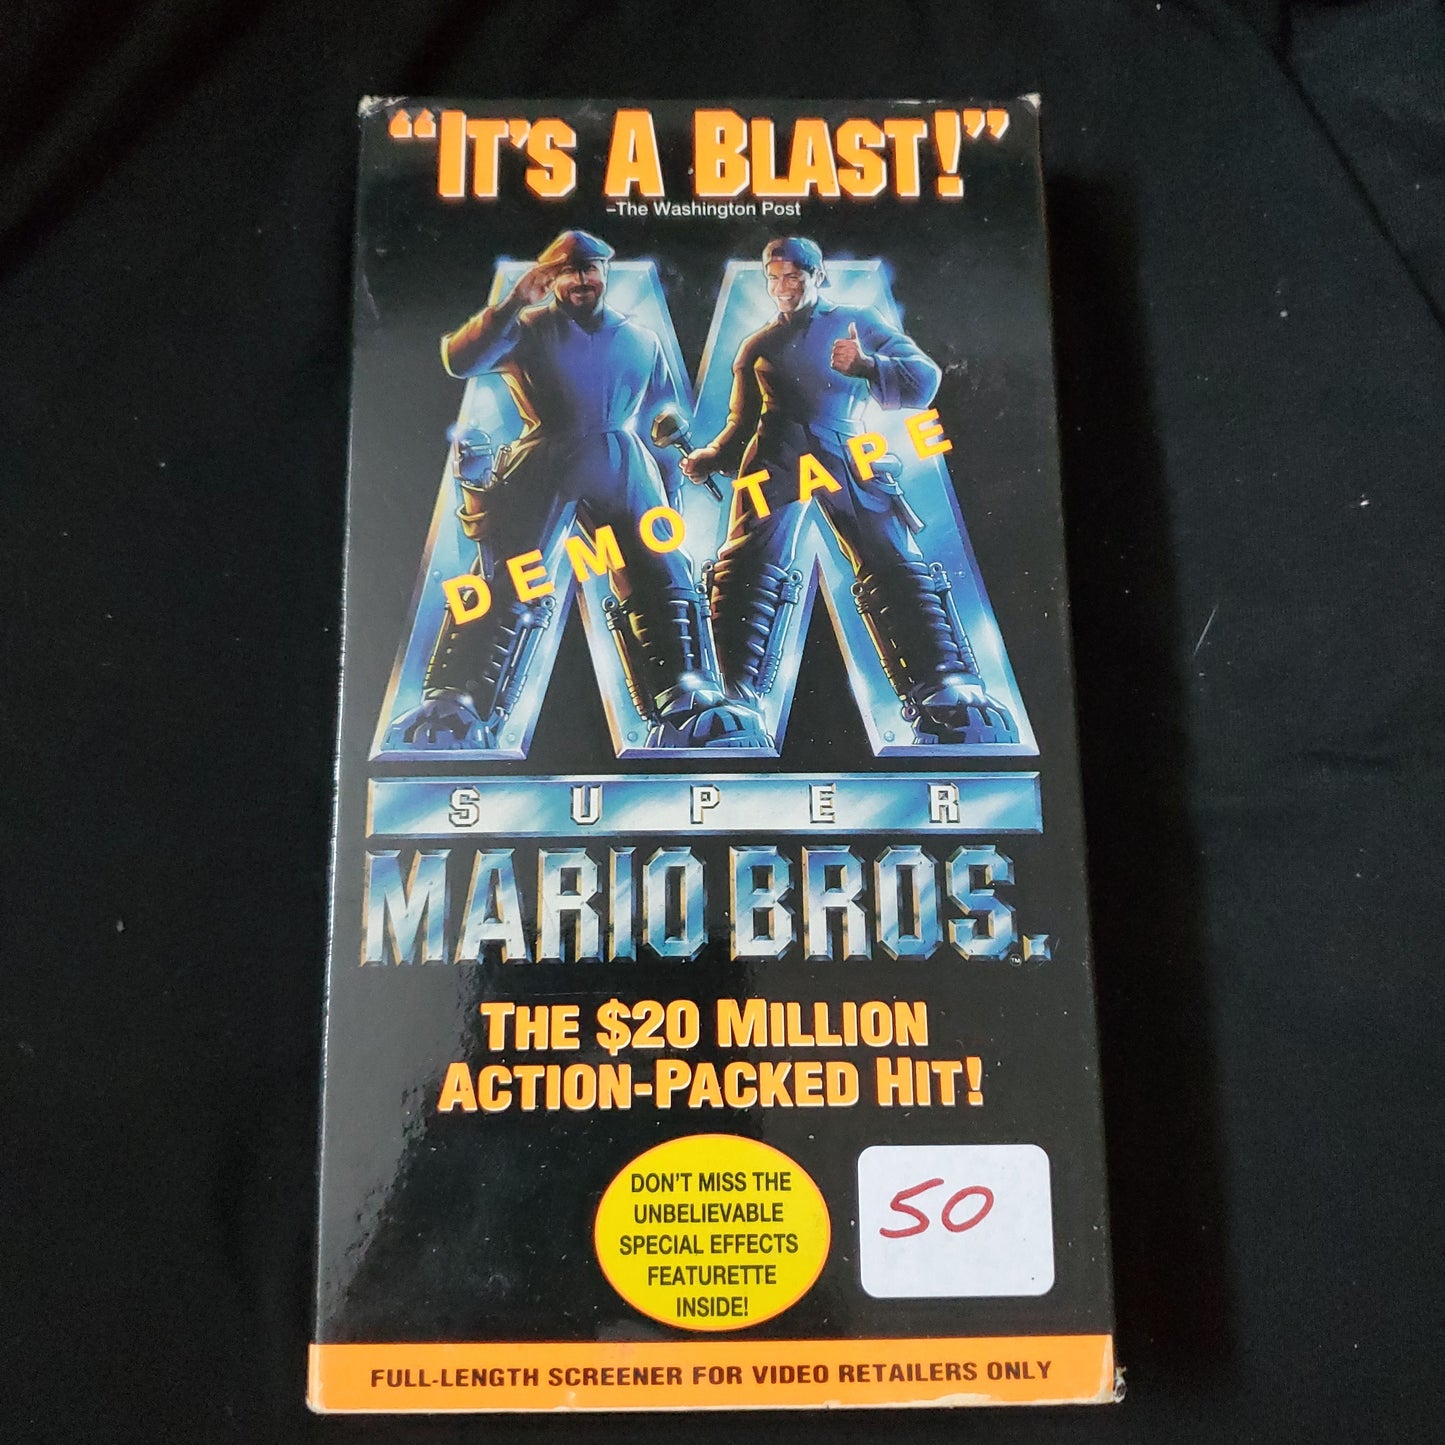 "IT'S A BLAST!"
–The Washington Post
DEMO TAPE
SUPER
MARIO BROS.™
THE $20 MILLION
ACTION-PACKED HIT!
DON'T MISS THE
UNBELIEVABLE
SPECIAL EFFECTS
FEATURETTE
INSIDE!
50
FULL-LENGTH SCREENER FOR VIDEO RETAILERS ONLY